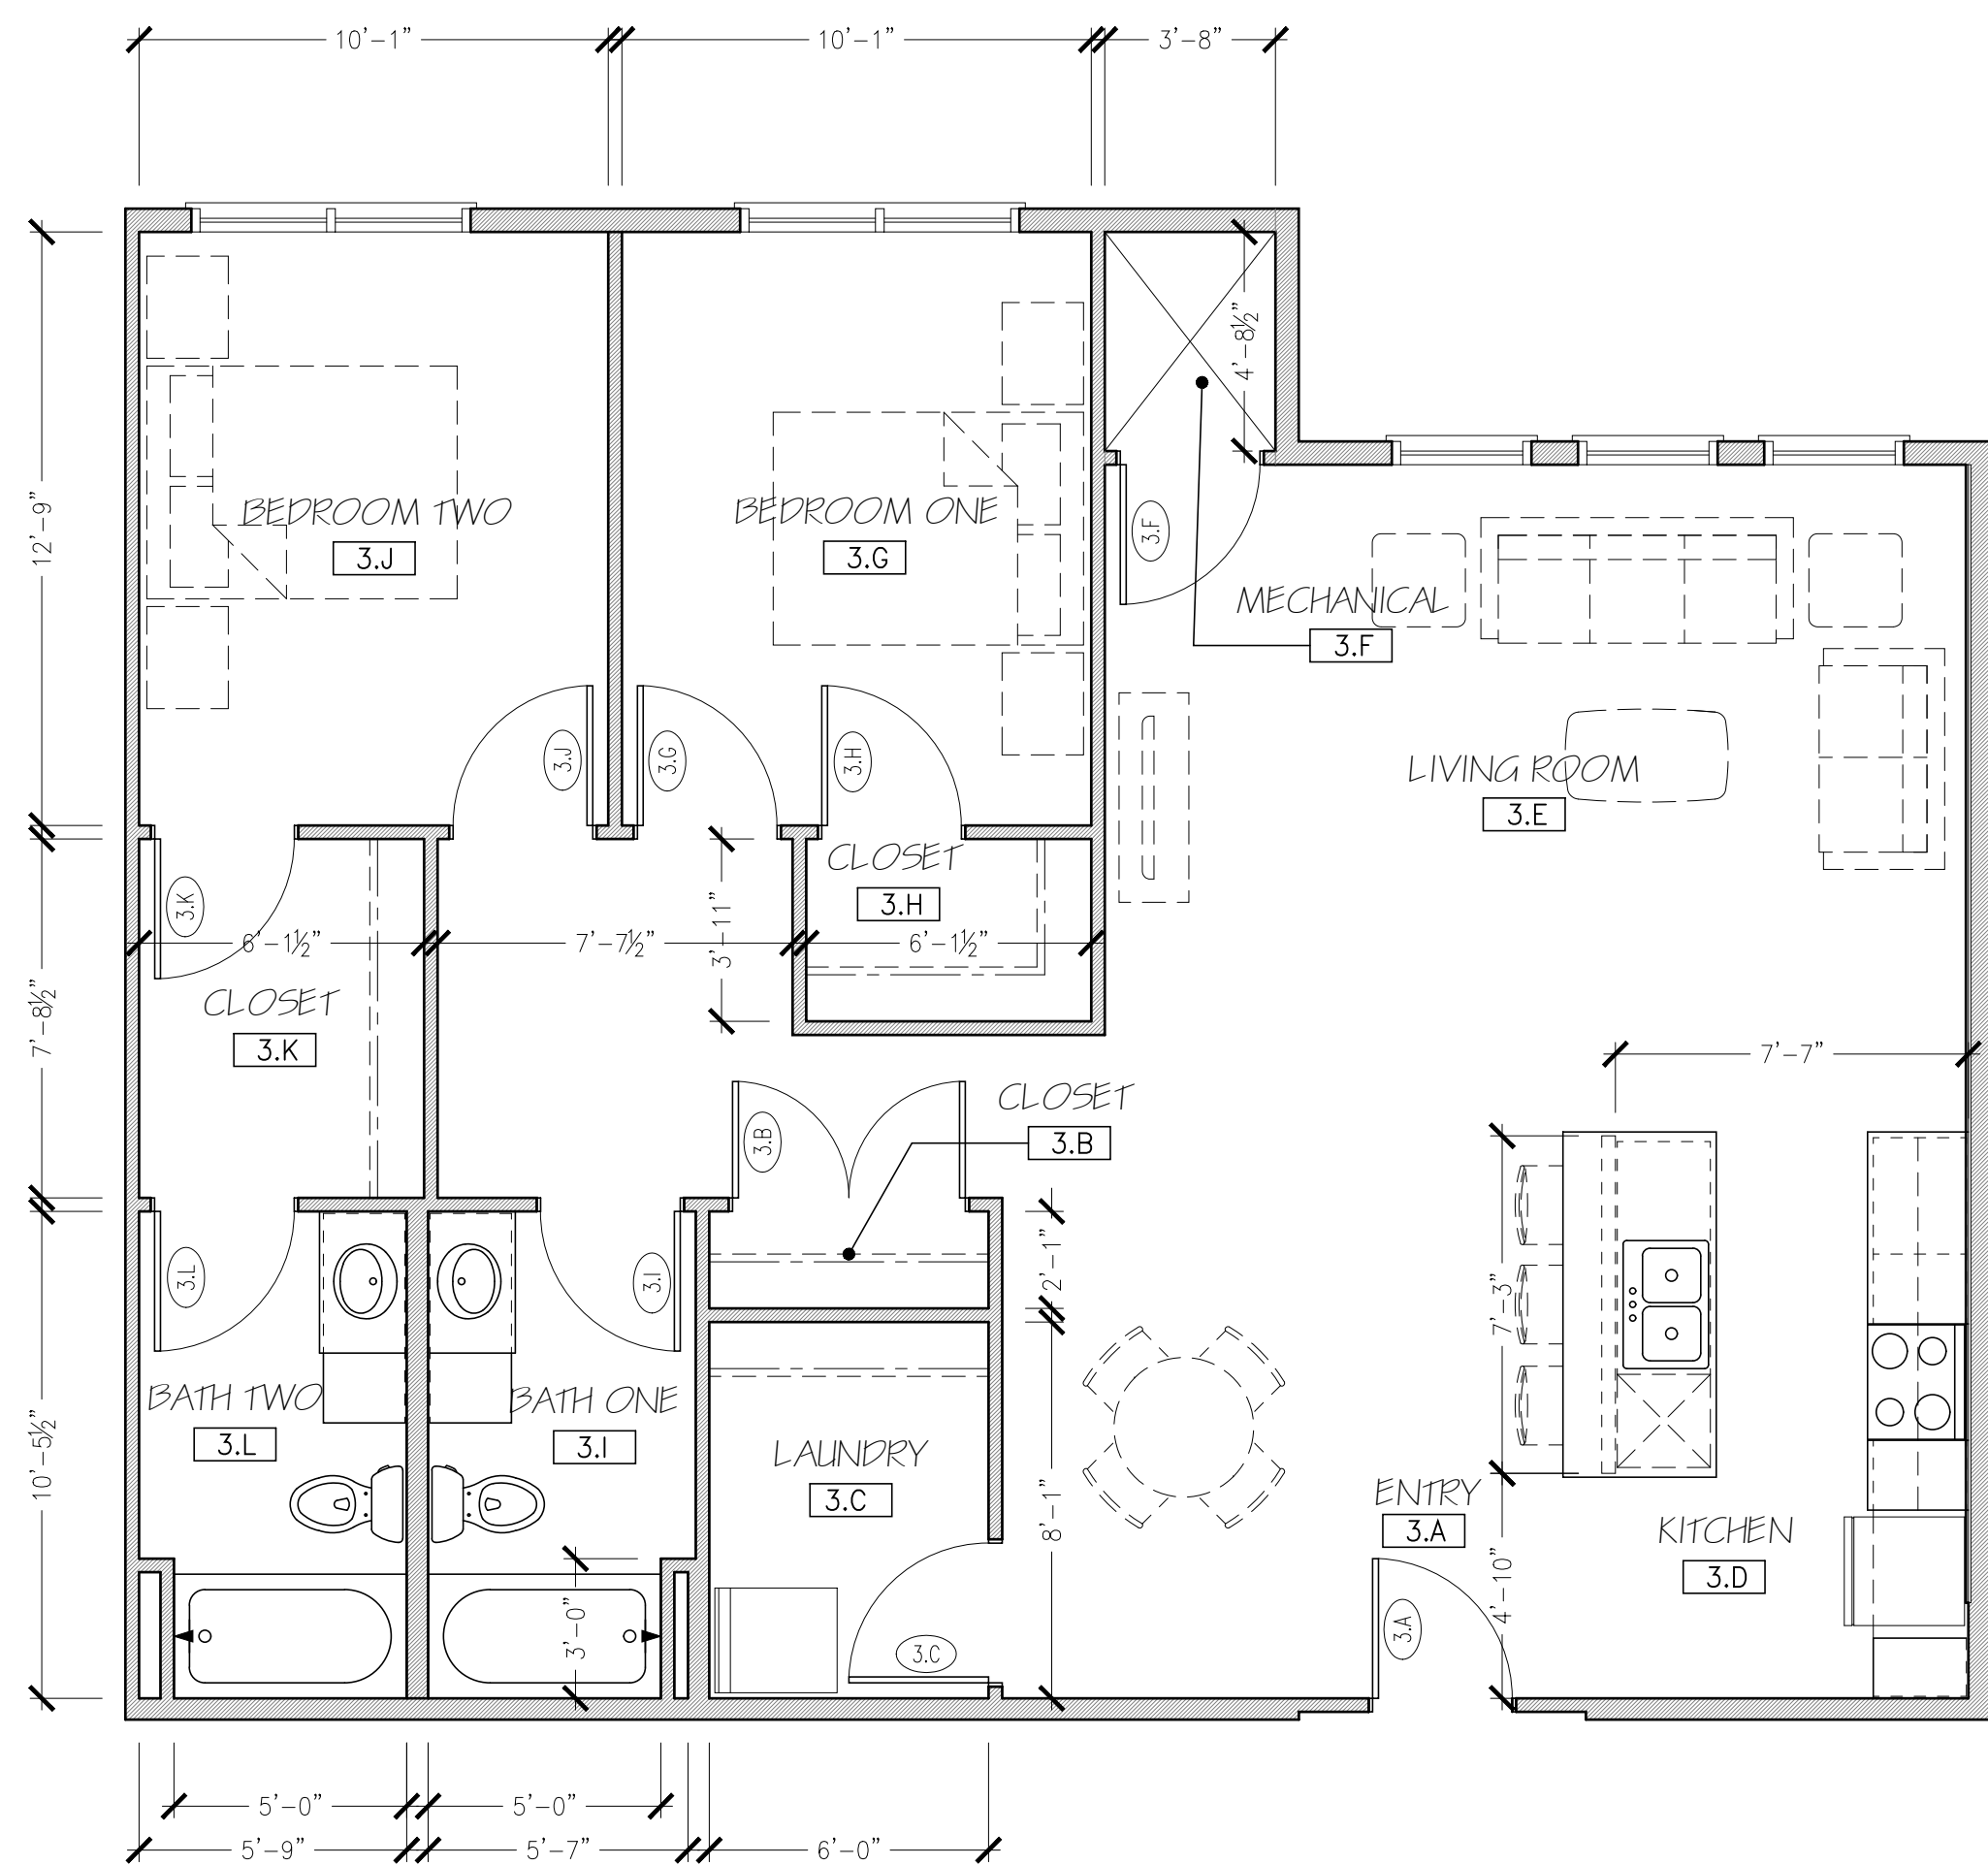 10'-1"
10'-1"
3'-8"
4'-8½"
12'-9"
BEDROOM TWO
3.J
BEDROOM ONE
3.G
3.F
MECHANICAL
3.F
3.J
3.G
3.H
LIVING ROOM
3.E
CLOSET
3.H
3.K
3'-11"
6'-1½"
7'-7½"
6'-1½"
7'-8½"
CLOSET
3.K
7'-7"
3.B
CLOSET
3.B
3.L
3.I
2'-1"
7'-3"
BATH TWO
3.L
BATH ONE
3.I
10'-5½"
LAUNDRY
3.C
8'-1"
ENTRY
3.A
KITCHEN
3.D
4'-10"
3'-0"
3.C
3.A
5'-0"
5'-0"
5'-9"
5'-7"
6'-0"